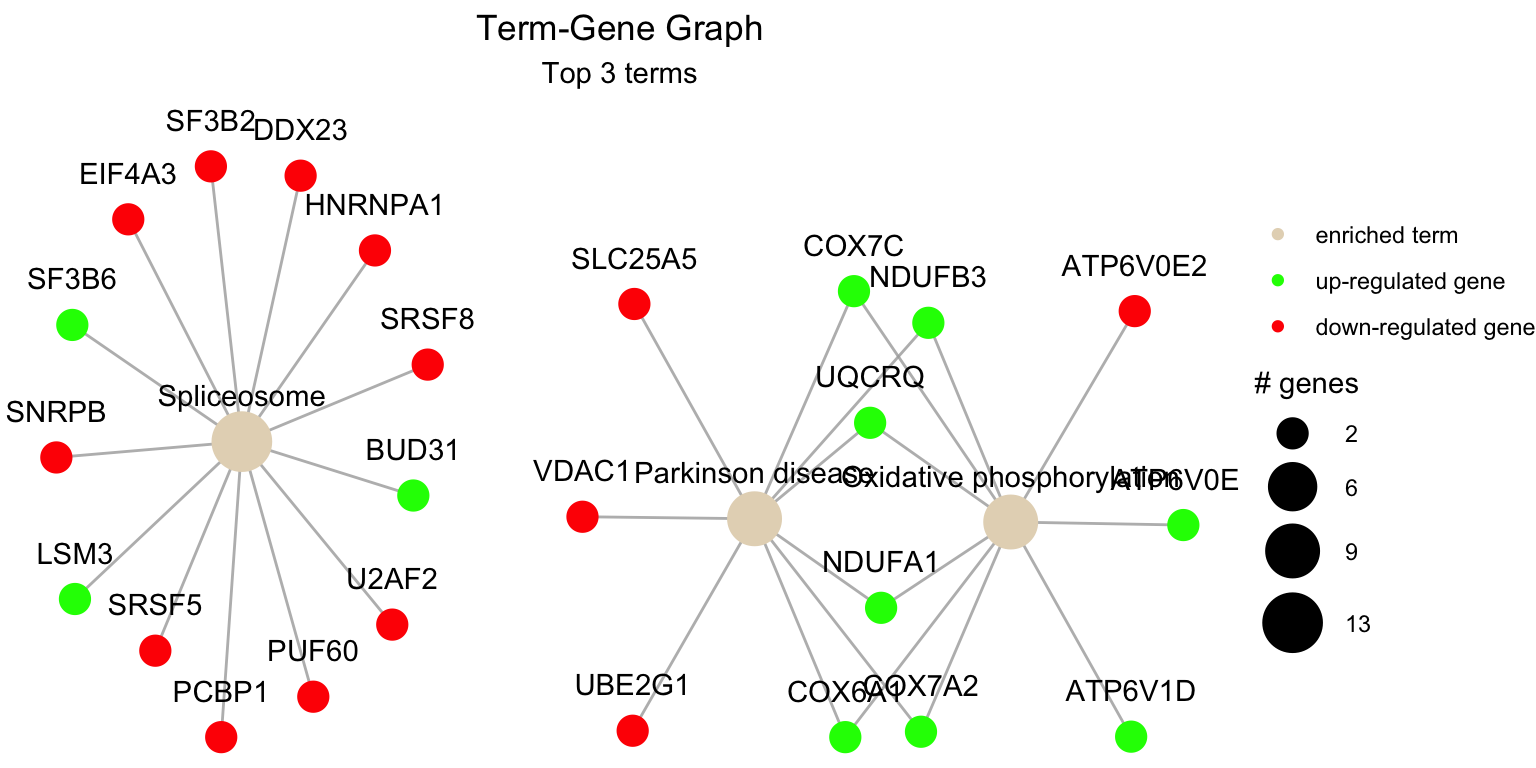 Term-Gene Graph
Top 3 terms
SF3B2
DDX23
EIF4A3
HNRNPA1
SF3B6
SRSF8
Spliceosome
SNRPB
BUD31
LSM3
U2AF2
SRSF5
PUF60
PCBP1
SLC25A5
COX7C
NDUFB3
ATP6V0E2
UQCRQ
VDAC1
Parkinson disease
Oxidative phosphorylation
ATP6V0E
NDUFA1
UBE2G1
COX6A1
COX7A2
ATP6V1D
enriched term
up-regulated gene
down-regulated gene
# genes
2
6
9
13